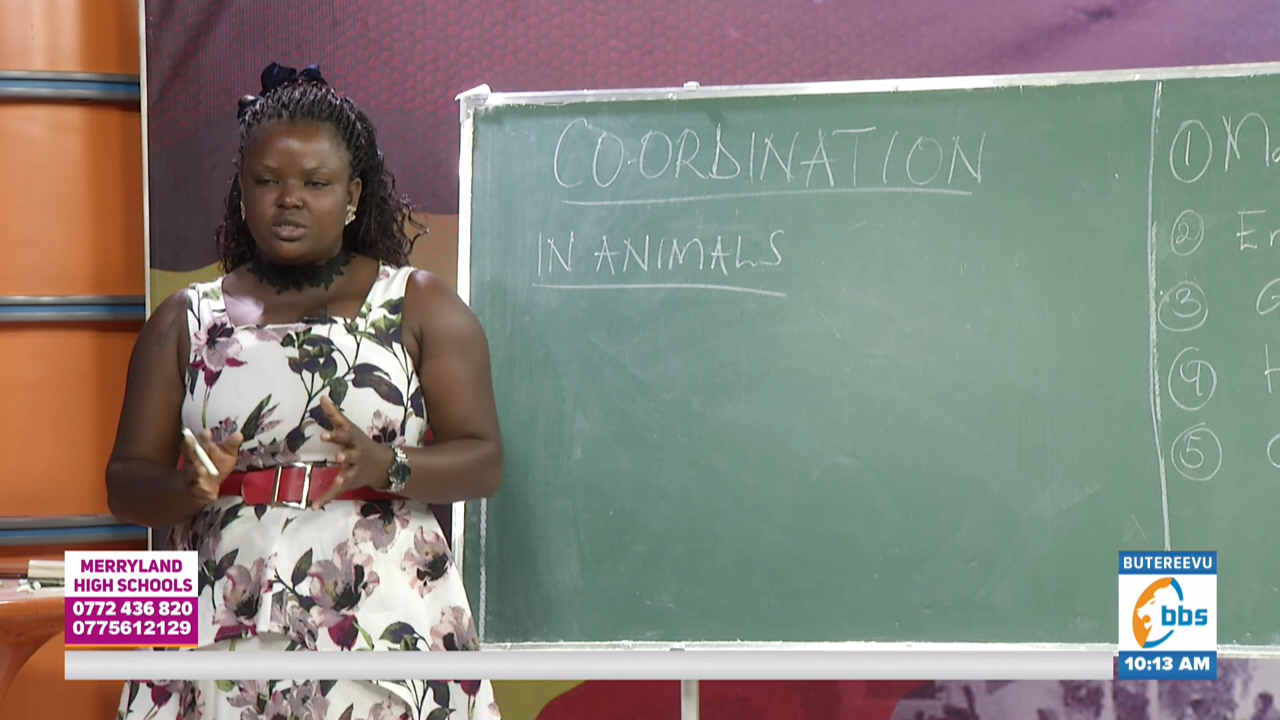 CO-ORDINATION
IN ANIMALS
①
②
③
④
⑤
MERRYLAND
HIGH SCHOOLS
0772 436 820
0775612129
BUTEREEVU
bbs
10:13 AM